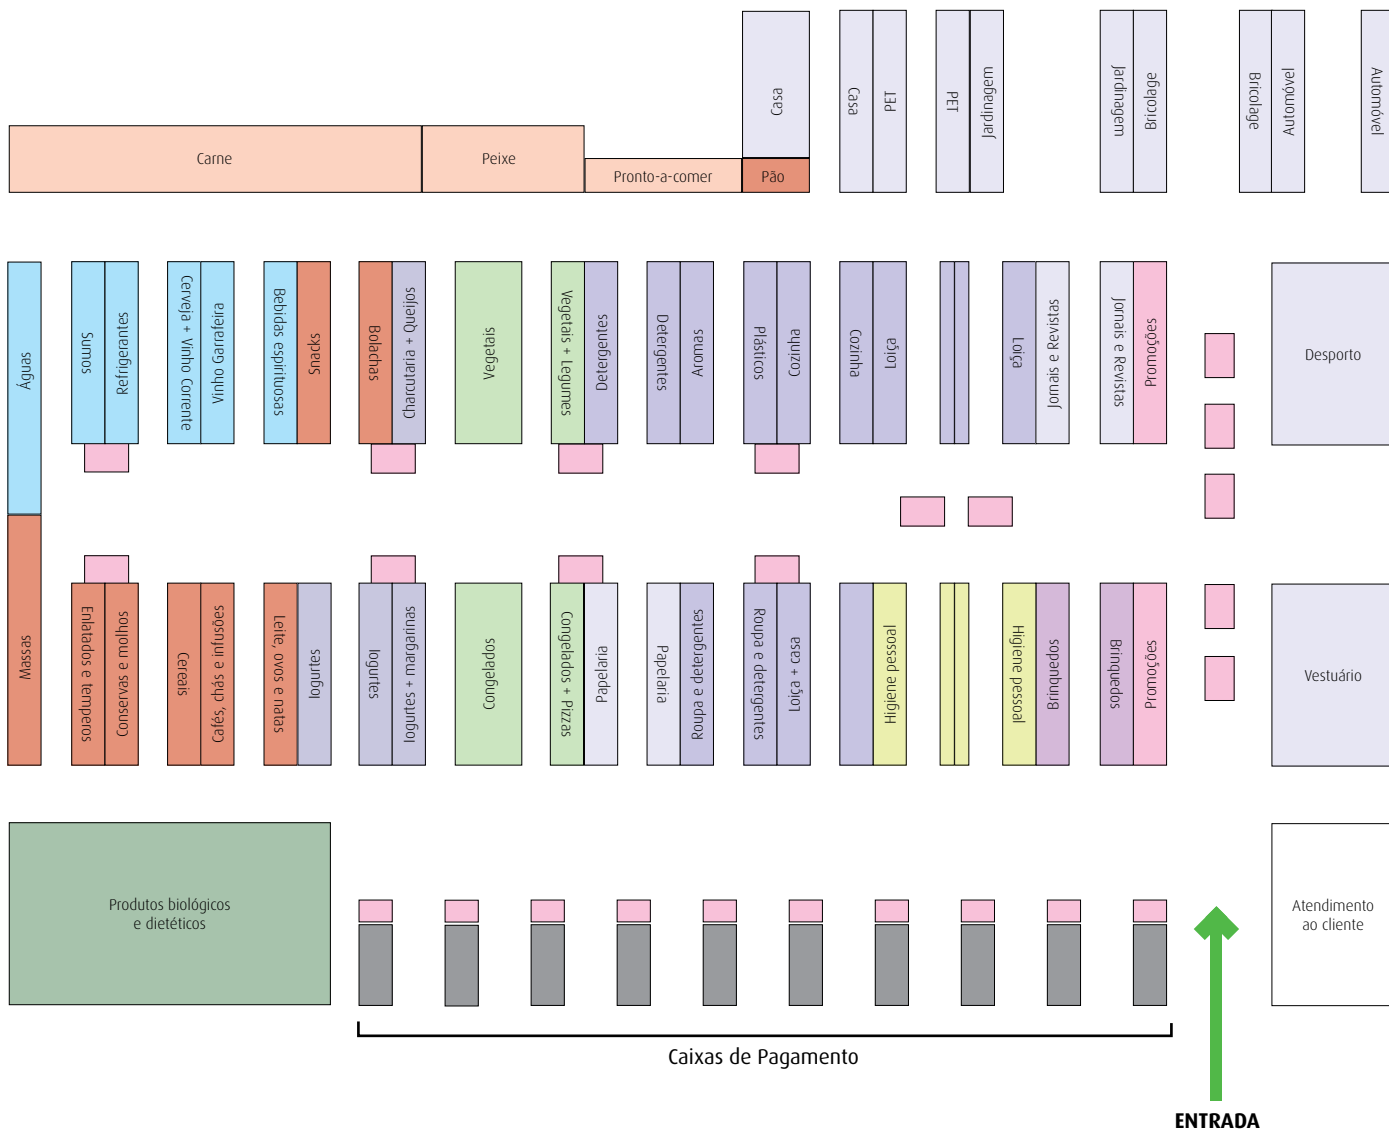 Casa
Casa
PET
PET
Jardinagem
Jardinagem
Bricolage
Bricolage
Automóvel
Automóvel
Carne
Peixe
Pronto-a-comer
Pão
Águas
Sumos
Refrigerantes
Cerveja + Vinho Corrente
Vinho Garrafeira
Bebidas espirituosas
Snacks
Bolachas
Charcutaria + Queijos
Vegetais
Vegetais + Legumes
Detergentes
Detergentes
Aromas
Plásticos
Cozinha
Cozinha
Loiça
Loiça
Jornais e Revistas
Jornais e Revistas
Promoções
Desporto
Massas
Enlatados e temperos
Conservas e molhos
Cereais
Cafés, chás e infusões
Leite, ovos e natas
Iogurtes
Iogurtes
Iogurtes + margarinas
Congelados
Congelados + Pizzas
Papelaria
Papelaria
Roupa e detergentes
Roupa e detergentes
Loiça + casa
Higiene pessoal
Higiene pessoal
Brinquedos
Brinquedos
Promoções
Vestuário
Produtos biológicos
e dietéticos
Atendimento
ao cliente
Caixas de Pagamento
ENTRADA